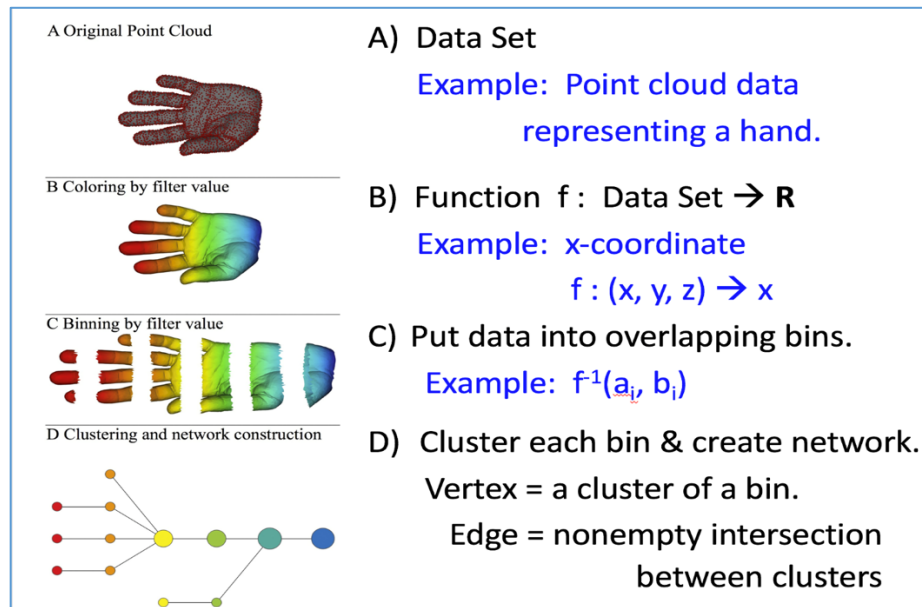 A Original Point Cloud
B Coloring by filter value
C Binning by filter value
D Clustering and network construction
A) Data Set
Example: Point cloud data
representing a hand.
B) Function f : Data Set → R
Example: x-coordinate
f : (x, y, z) → x
C) Put data into overlapping bins.
Example: f⁻¹(aᵢ, bᵢ)
D) Cluster each bin & create network.
Vertex = a cluster of a bin.
Edge = nonempty intersection
between clusters